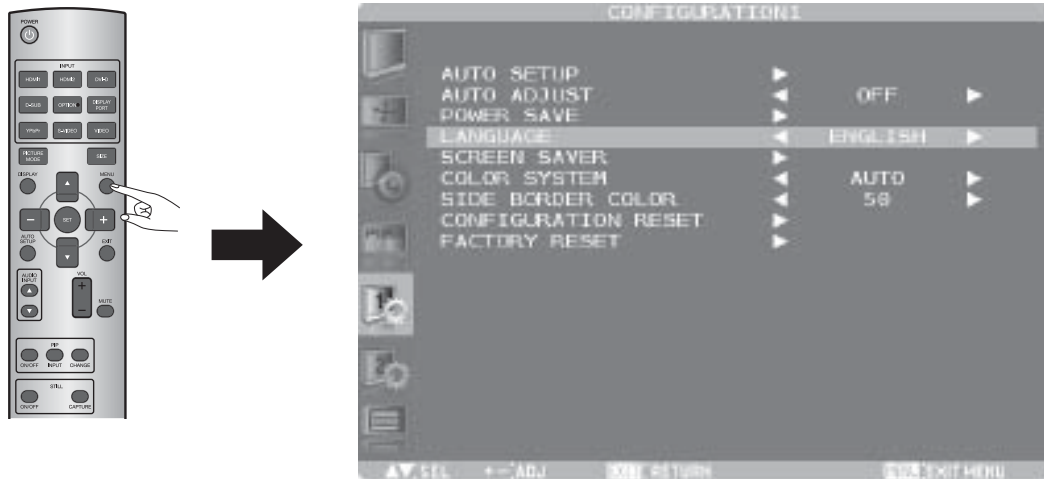 POWER
INPUT
HDMI1 HDMI2 DVI-D
D-SUB OPTION DISPLAY PORT
YPbPr S-VIDEO VIDEO
PICTURE MODE SIZE
DISPLAY MENU
SET
AUTO SETUP EXIT
AUDIO INPUT VOL
MUTE
PIP
ON/OFF INPUT CHANGE
STILL
ON/OFF CAPTURE
CONFIGURATION1
AUTO SETUP
AUTO ADJUST OFF
POWER SAVE
LANGUAGE ENGLISH
SCREEN SAVER
COLOR SYSTEM AUTO
SIDE BORDER COLOR 50
CONFIGURATION RESET
FACTORY RESET
SEL +-:ADJ RETURN EXIT MENU